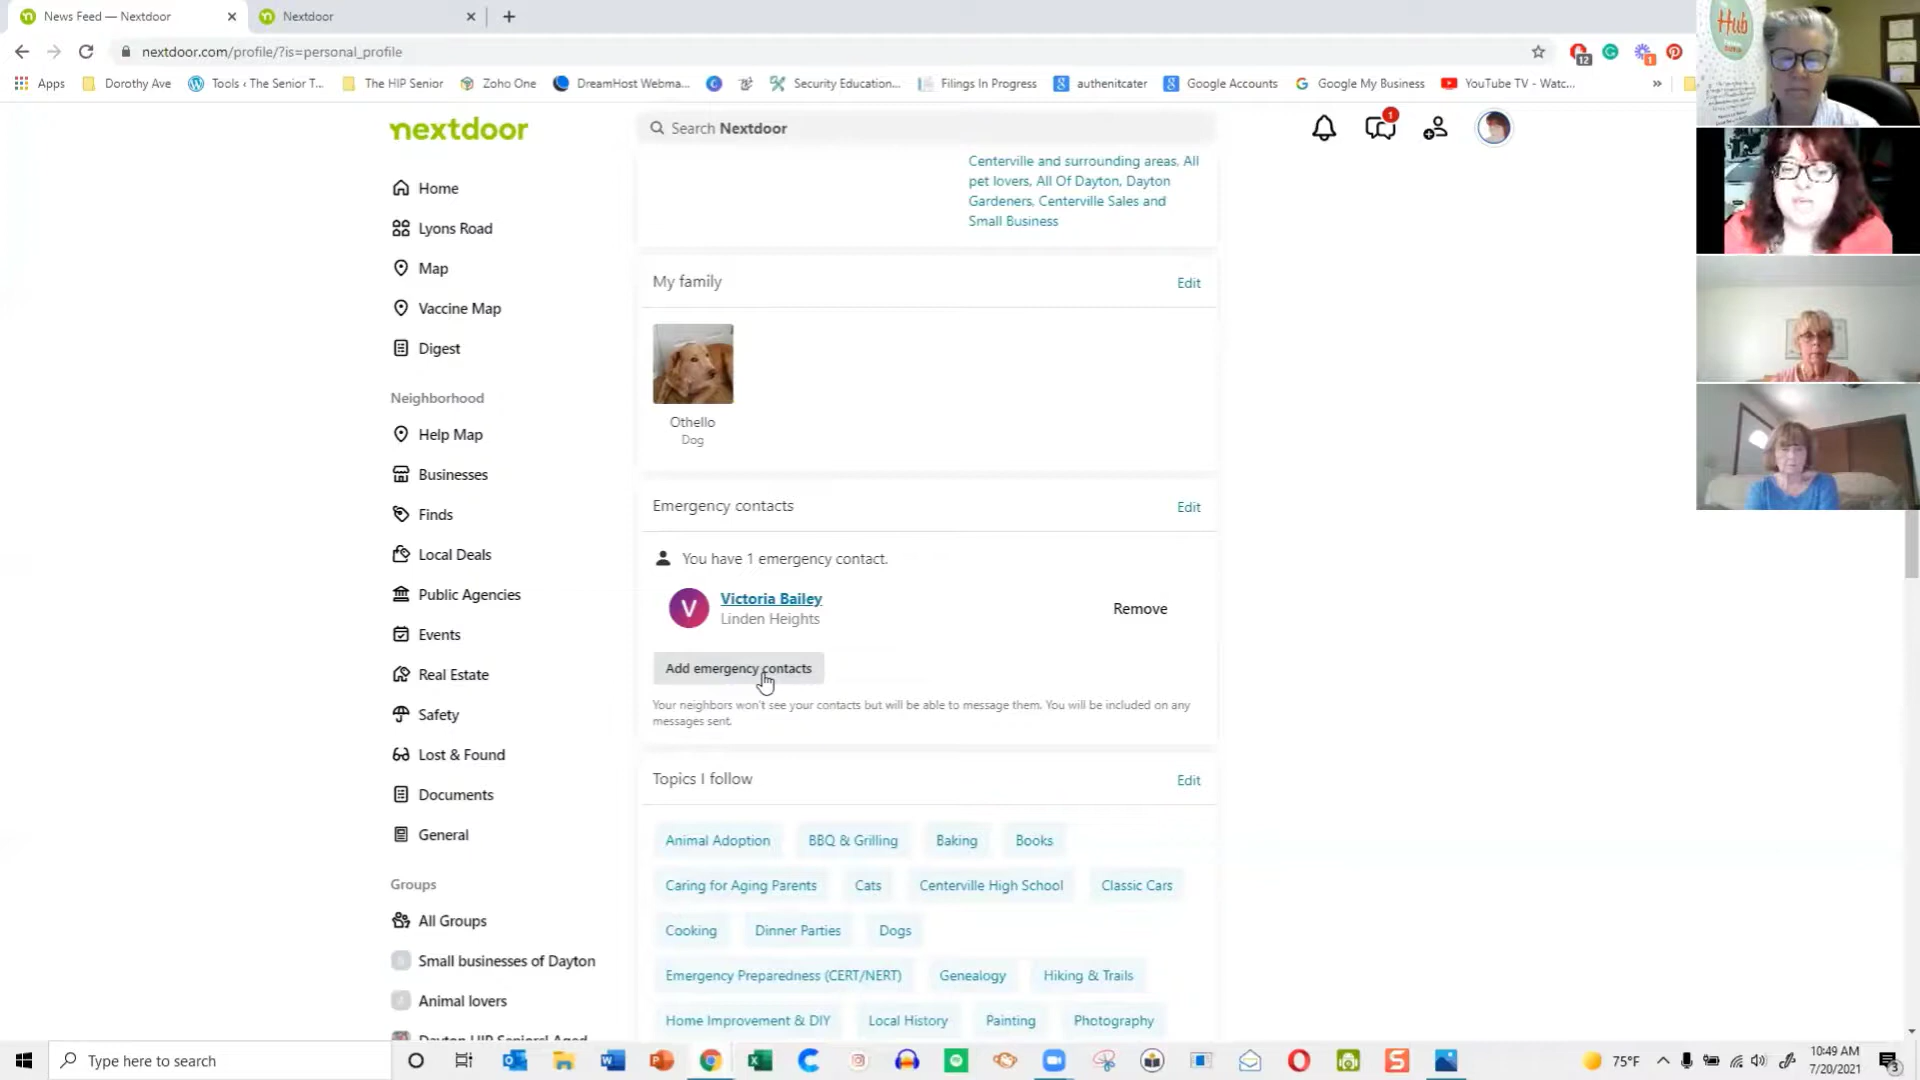 News Feed — Nextdoor
Nextdoor
nextdoor.com/profile/?is=personal_profile
12
1
Apps
Dorothy Ave
Tools ‹ The Senior T...
The HIP Senior
Zoho One
DreamHost Webma...
Security Education...
Filings In Progress
authenitcater
Google Accounts
Google My Business
YouTube TV - Watc...
»
Hub
nextdoor
Search Nextdoor
1
Home
Lyons Road
Map
Vaccine Map
Digest
Neighborhood
Help Map
Businesses
Finds
Local Deals
Public Agencies
Events
Real Estate
Safety
Lost & Found
Documents
General
Groups
All Groups
Small businesses of Dayton
Animal lovers
Dayton HIP Seniors! Aged
Centerville and surrounding areas, All
pet lovers, All Of Dayton, Dayton
Gardeners, Centerville Sales and
Small Business
My family
Edit
Othello
Dog
Emergency contacts
Edit
You have 1 emergency contact.
V
Victoria Bailey
Linden Heights
Remove
Add emergency contacts
Your neighbors won't see your contacts but will be able to message them. You will be included on any
messages sent.
Topics I follow
Edit
Animal Adoption
BBQ & Grilling
Baking
Books
Caring for Aging Parents
Cats
Centerville High School
Classic Cars
Cooking
Dinner Parties
Dogs
Emergency Preparedness (CERT/NERT)
Genealogy
Hiking & Trails
Home Improvement & DIY
Local History
Painting
Photography
Type here to search
75°F
10:49 AM
7/20/2021
3